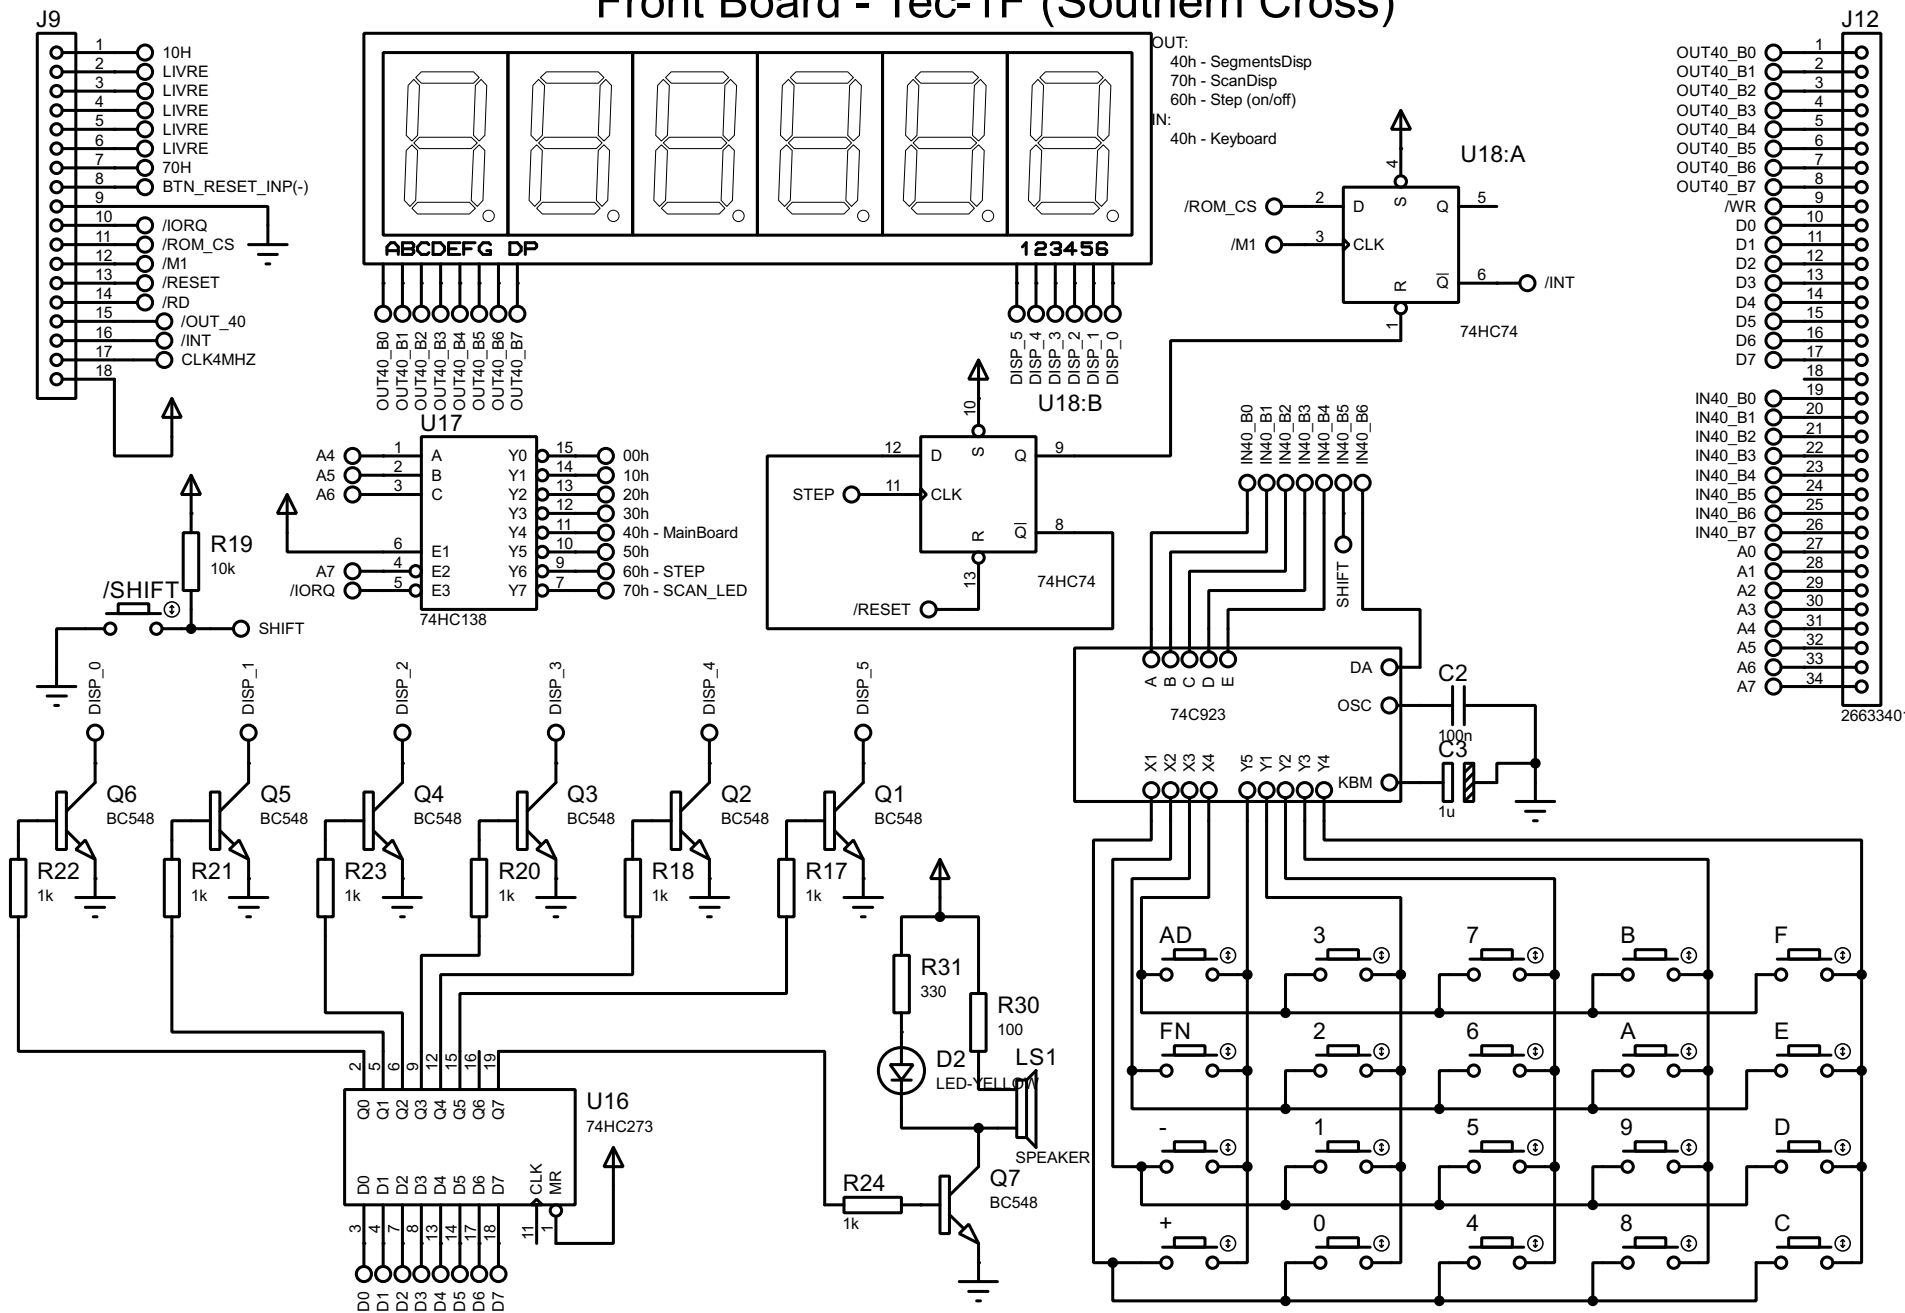 Front Board - Tec-1F (Southern Cross)
J9
1 10H
2 LIVRE
3 LIVRE
4 LIVRE
5 LIVRE
6 LIVRE
7 70H
8 BTN_RESET_INP(-)
9
10 /IORQ
11 /ROM_CS
12 /M1
13 /RESET
14 /RD
15 /OUT_40
16 /INT
17 CLK4MHZ
18
ABCDEFG DP
123456
OUT40_B0
OUT40_B1
OUT40_B2
OUT40_B3
OUT40_B4
OUT40_B5
OUT40_B6
OUT40_B7
DISP_5
DISP_4
DISP_3
DISP_2
DISP_1
DISP_0
OUT:
40h - SegmentsDisp
70h - ScanDisp
60h - Step (on/off)
IN:
40h - Keyboard
U18:A
4
/ROM_CS 2 D S Q 5
/M1 3 CLK
R Q 6 /INT
1
74HC74
J12
OUT40_B0 1
OUT40_B1 2
OUT40_B2 3
OUT40_B3 4
OUT40_B4 5
OUT40_B5 6
OUT40_B6 7
OUT40_B7 8
/WR 9
D0 10
D1 11
D2 12
D3 13
D4 14
D5 15
D6 16
D7 17
18
IN40_B0 19
IN40_B1 20
IN40_B2 21
IN40_B3 22
IN40_B4 23
IN40_B5 24
IN40_B6 25
IN40_B7 26
A0 27
A1 28
A2 29
A3 30
A4 31
A5 32
A6 33
A7 34
26633401
U17
A4 1 A Y0 15 00h
A5 2 B Y1 14 10h
A6 3 C Y2 13 20h
Y3 12 30h
Y4 11 40h - MainBoard
6 E1 Y5 10 50h
A7 4 E2 Y6 9 60h - STEP
/IORQ 5 E3 Y7 7 70h - SCAN_LED
74HC138
U18:B
10
12 D S Q 9
STEP 11 CLK
R Q 8
13
74HC74
/RESET
R19
10k
/SHIFT
SHIFT
IN40_B0
IN40_B1
IN40_B2
IN40_B3
IN40_B4
IN40_B5
IN40_B6
SHIFT
A B C D E
DA
OSC
KBM
74C923
X1 X2 X3 X4 Y5 Y1 Y2 Y3 Y4
C2
100n
C3
1u
DISP_0
DISP_1
DISP_2
DISP_3
DISP_4
DISP_5
Q6
BC548
Q5
BC548
Q4
BC548
Q3
BC548
Q2
BC548
Q1
BC548
R22
1k
R21
1k
R23
1k
R20
1k
R18
1k
R17
1k
R31
330
R30
100
D2
LED-YELLOW
LS1
SPEAKER
2 5 6 9 12 15 16 19
Q0 Q1 Q2 Q3 Q4 Q5 Q6 Q7
U16
74HC273
D0 D1 D2 D3 D4 D5 D6 D7 CLK MR
3 4 7 8 13 14 17 18 11 1
D0 D1 D2 D3 D4 D5 D6 D7
R24
1k
Q7
BC548
AD 3 7 B F
FN 2 6 A E
- 1 5 9 D
+ 0 4 8 C